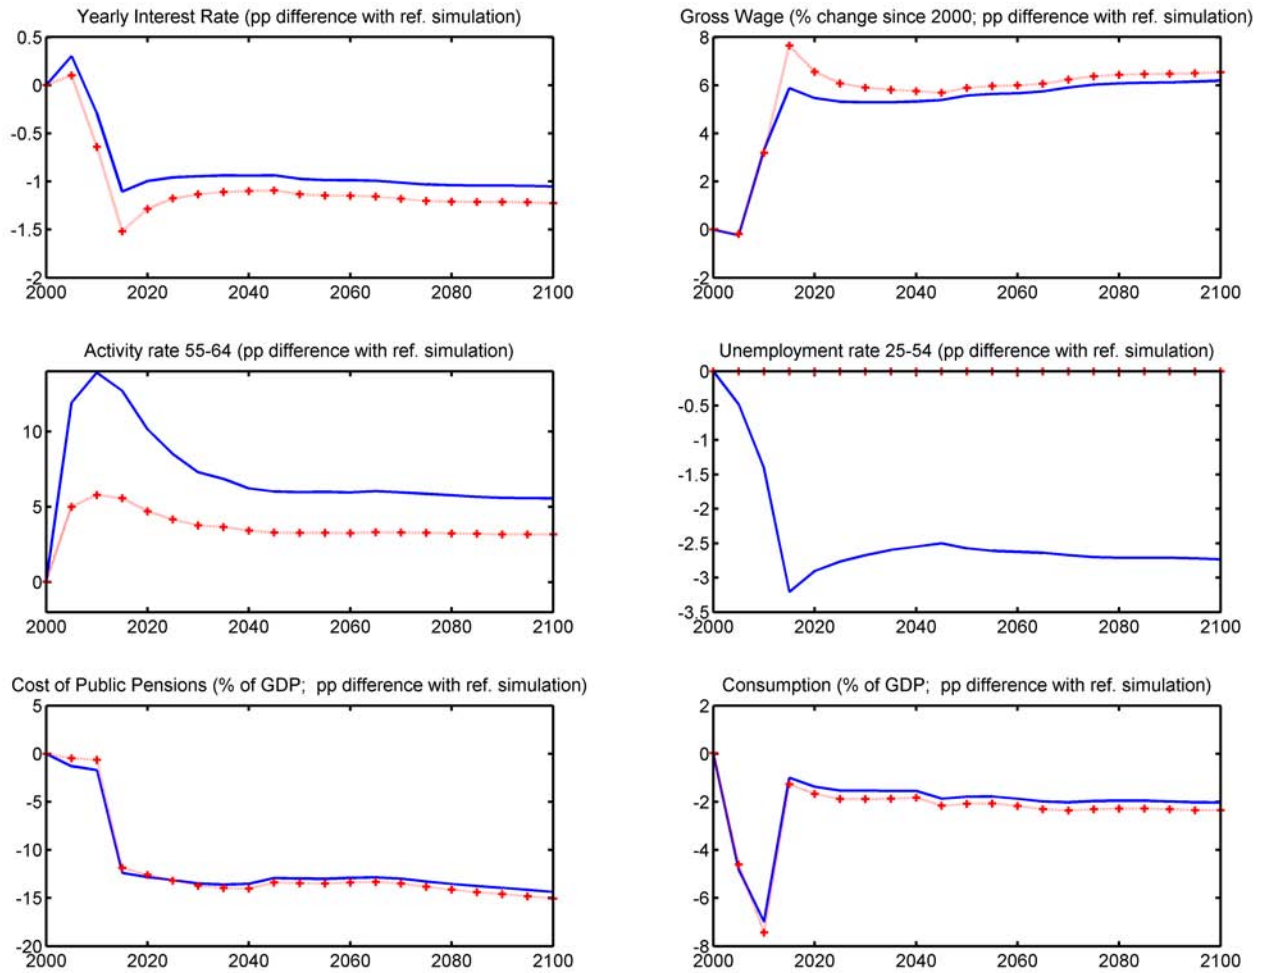 Yearly Interest Rate (pp difference with ref. simulation)
0.5
0
-0.5
-1
-1.5
-2
2000 2020 2040 2060 2080 2100
Gross Wage (% change since 2000; pp difference with ref. simulation)
8
6
4
2
0
-2
2000 2020 2040 2060 2080 2100
Activity rate 55-64 (pp difference with ref. simulation)
10
5
0
2000 2020 2040 2060 2080 2100
Unemployment rate 25-54 (pp difference with ref. simulation)
0
-0.5
-1
-1.5
-2
-2.5
-3
-3.5
2000 2020 2040 2060 2080 2100
Cost of Public Pensions (% of GDP; pp difference with ref. simulation)
5
0
-5
-10
-15
-20
2000 2020 2040 2060 2080 2100
Consumption (% of GDP; pp difference with ref. simulation)
2
0
-2
-4
-6
-8
2000 2020 2040 2060 2080 2100